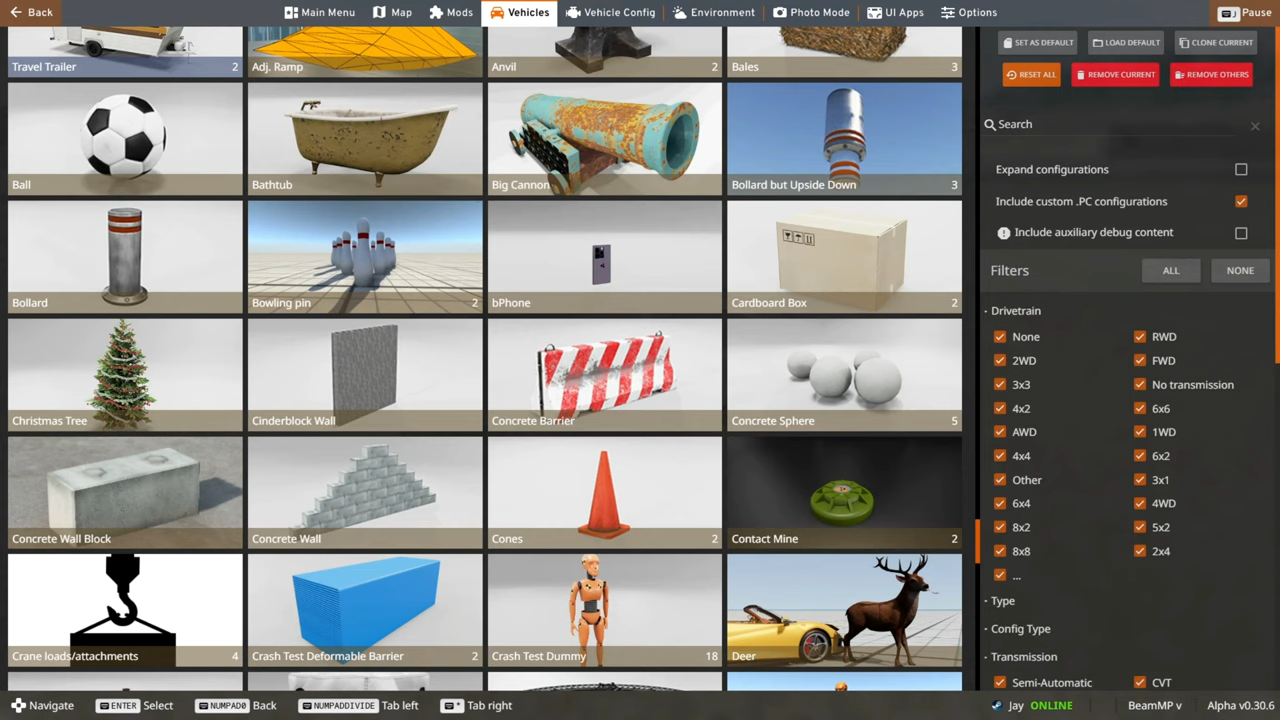 Back
Main Menu
Map
Mods
Vehicles
Vehicle Config
Environment
Photo Mode
UI Apps
Options
J
Pause
Travel Trailer 2
Adj. Ramp
Anvil 2
Bales 3
SET AS DEFAULT
LOAD DEFAULT
CLONE CURRENT
RESET ALL
REMOVE CURRENT
REMOVE OTHERS
Search
Ball
Bathtub
Big Cannon
Bollard but Upside Down 3
Expand configurations
Include custom .PC configurations
Include auxiliary debug content
Bollard
Bowling pin 2
bPhone
Cardboard Box 2
Filters
ALL
NONE
Drivetrain
None
RWD
2WD
FWD
3x3
No transmission
4x2
6x6
AWD
1WD
4x4
6x2
Other
3x1
6x4
4WD
8x2
5x2
8x8
2x4
...
Christmas Tree
Cinderblock Wall
Concrete Barrier
Concrete Sphere 5
Concrete Wall Block
Concrete Wall
Cones 2
Contact Mine 2
Crane loads/attachments 4
Crash Test Deformable Barrier 2
Crash Test Dummy 18
Deer
Type
Config Type
Transmission
Semi-Automatic
CVT
Navigate
ENTER Select
NUMPAD0 Back
NUMPADDIVIDE Tab left
* Tab right
Jay ONLINE
BeamMP v
Alpha v0.30.6